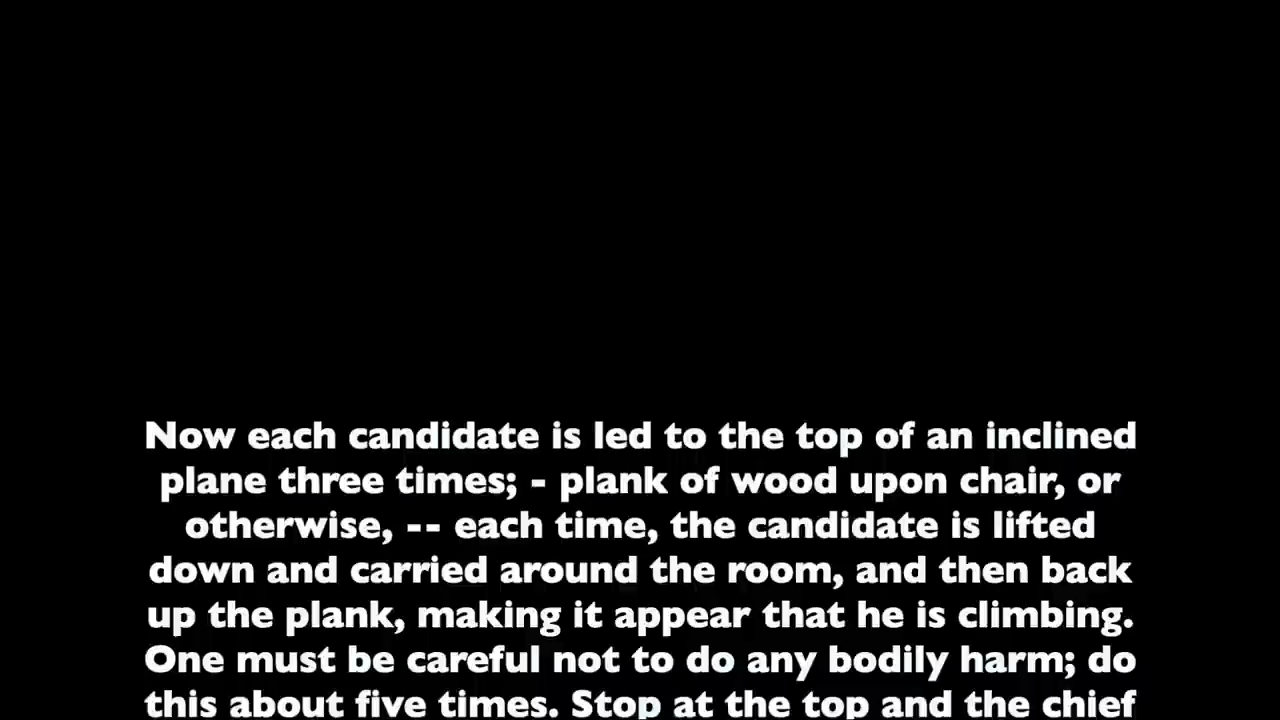 Now each candidate is led to the top of an inclined
plane three times; - plank of wood upon chair, or
otherwise, -- each time, the candidate is lifted
down and carried around the room, and then back
up the plank, making it appear that he is climbing.
One must be careful not to do any bodily harm; do
this about five times. Stop at the top and the chief